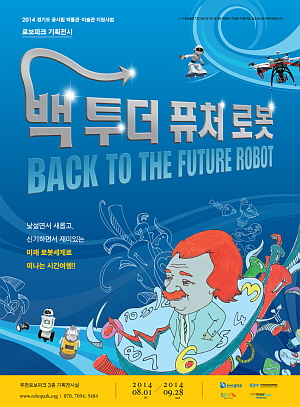 2014 경기도 공사립 박물관·미술관 지원사업
로보파크 기획전시
백 투더 퓨처 로봇
BACK TO THE FUTURE ROBOT
낯설면서 새롭고,
신기하면서 재미있는
미래 로봇세계로
떠나는 시간여행!!
부천로보파크 3층 기획전시실
www.robopark.org | 070. 7094. 5484
2014
08.01
2014
09.28